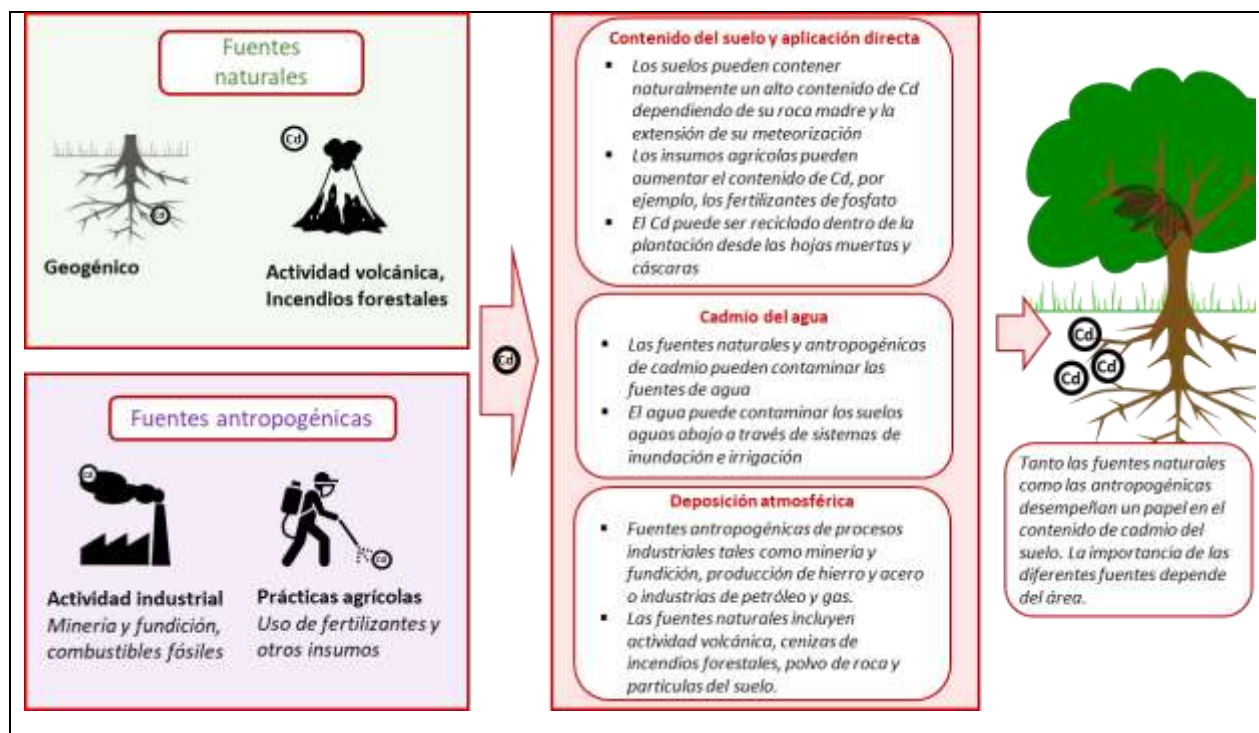 Fuentes
naturales
Cd
Cd
Geogénico
Actividad volcánica,
Incendios forestales
Fuentes antropogénicas
Cd
Cd
Actividad industrial
Minería y fundición,
combustibles fósiles
Prácticas agrícolas
Uso de fertilizantes y
otros insumos
Cd
Contenido del suelo y aplicación directa
▪ Los suelos pueden contener
naturalmente un alto contenido de Cd
dependiendo de su roca madre y la
extensión de su meteorización
▪ Los insumos agrícolas pueden
aumentar el contenido de Cd, por
ejemplo, los fertilizantes de fosfato
▪ El Cd puede ser reciclado dentro de la
plantación desde las hojas muertas y
cáscaras
Cadmio del agua
▪ Las fuentes naturales y antropogénicas
de cadmio pueden contaminar las
fuentes de agua
▪ El agua puede contaminar los suelos
aguas abajo a través de sistemas de
inundación e irrigación
Deposición atmosférica
▪ Fuentes antropogénicas de procesos
industriales tales como minería y
fundición, producción de hierro y acero
o industrias de petróleo y gas.
▪ Las fuentes naturales incluyen
actividad volcánica, cenizas de
incendios forestales, polvo de roca y
partículas del suelo.
Cd
Cd
Cd
Tanto las fuentes naturales
como las antropogénicas
desempeñan un papel en el
contenido de cadmio del
suelo. La importancia de las
diferentes fuentes depende
del área.